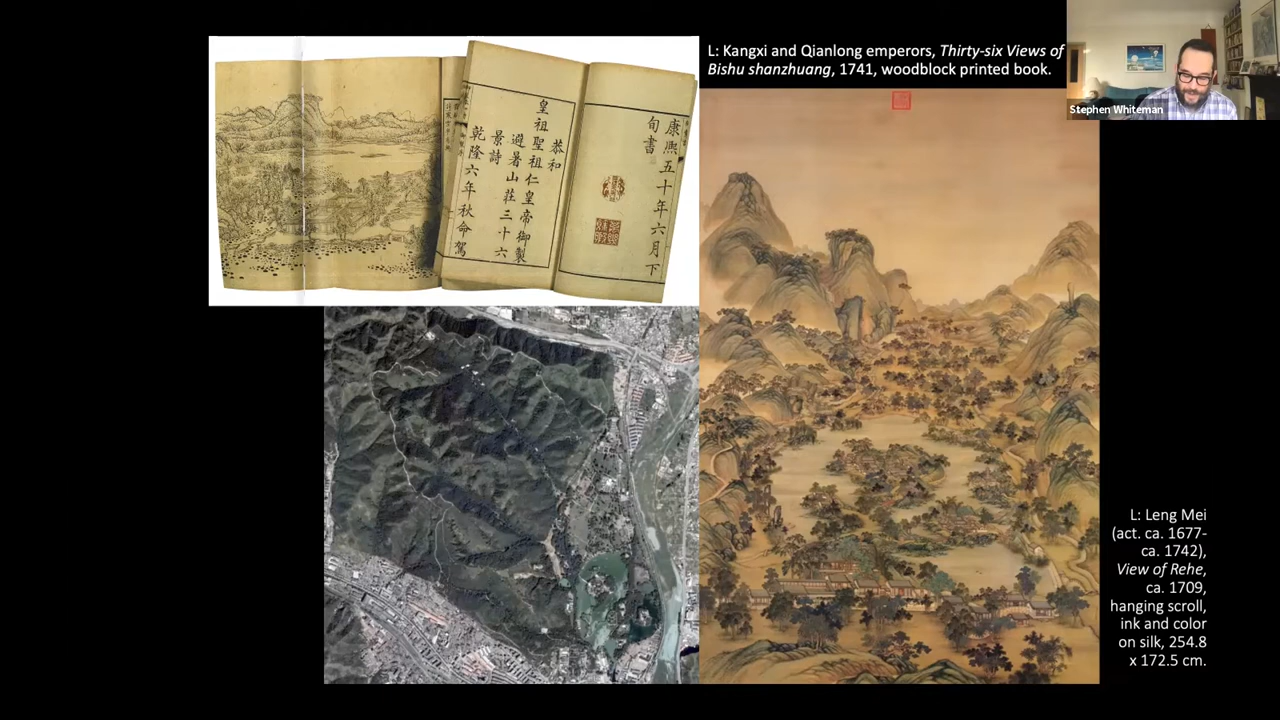 L: Kangxi and Qianlong emperors, Thirty-six Views of
Bishu shanzhuang, 1741, woodblock printed book.
Stephen Whiteman
康熙五十年六月下
旬書
恭和
皇祖聖祖仁皇帝御製
避暑山莊三十六
景詩
乾隆六年秋命駕
L: Leng Mei
(act. ca. 1677-
ca. 1742),
View of Rehe,
ca. 1709,
hanging scroll,
ink and color
on silk, 254.8
x 172.5 cm.